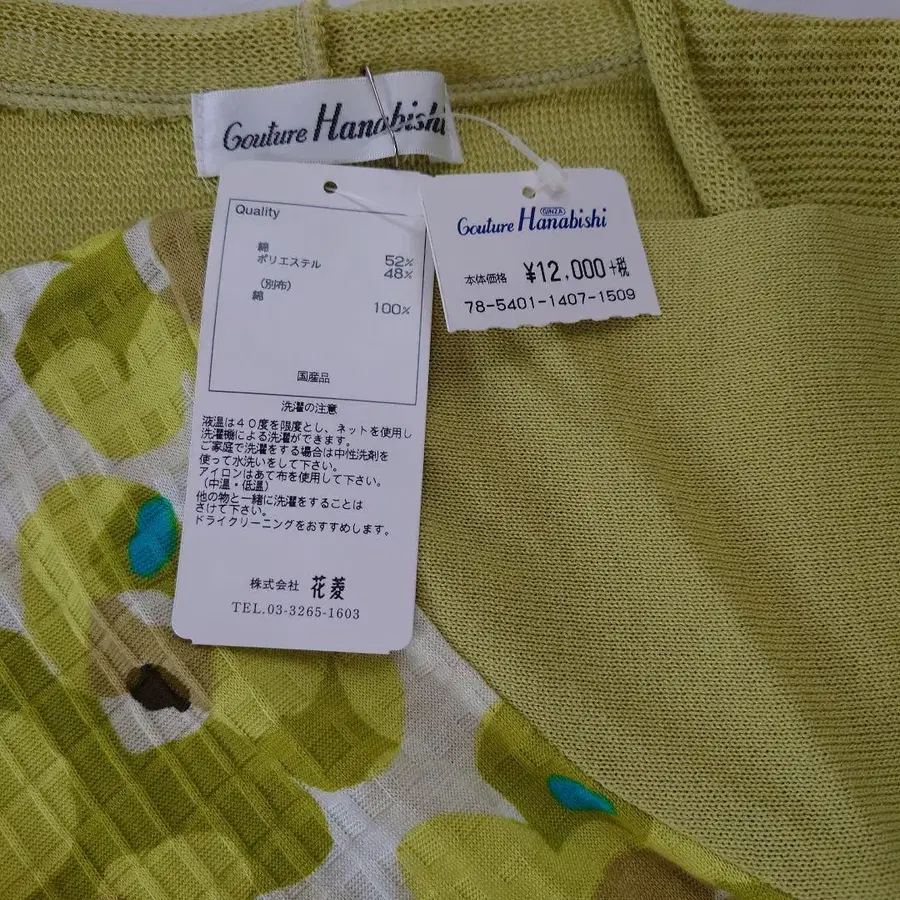 Couture Hanabishi
Quality
綿
ポリエステル 52%
48%
(別布)
綿
100%
国産品
洗濯の注意
液温は40度を限度とし、ネットを使用し
洗濯機による洗濯ができます。
ご家庭で洗濯をする場合は中性洗剤を
使って水洗いをして下さい。
アイロンはあて布を使用して下さい。
(中温・低温)
他の物と一緒に洗濯をすることは
さけて下さい。
ドライクリーニングをおすすめします。
株式会社 花菱
TEL.03-3265-1603
GINZA
Couture Hanabishi
本体価格 ¥12,000+税
78-5401-1407-1509